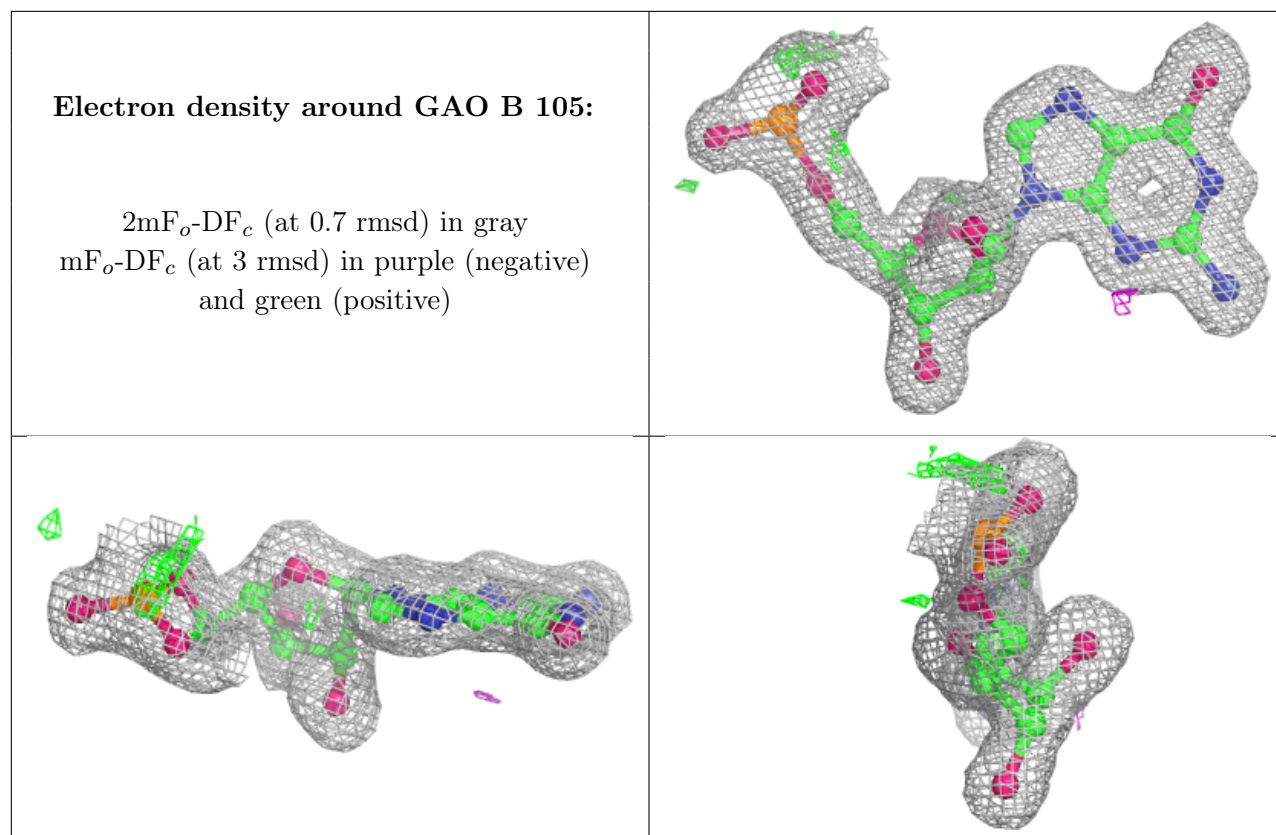 Electron density around GAO B 105:
2mFo-DFc (at 0.7 rmsd) in gray
mFo-DFc (at 3 rmsd) in purple (negative)
and green (positive)